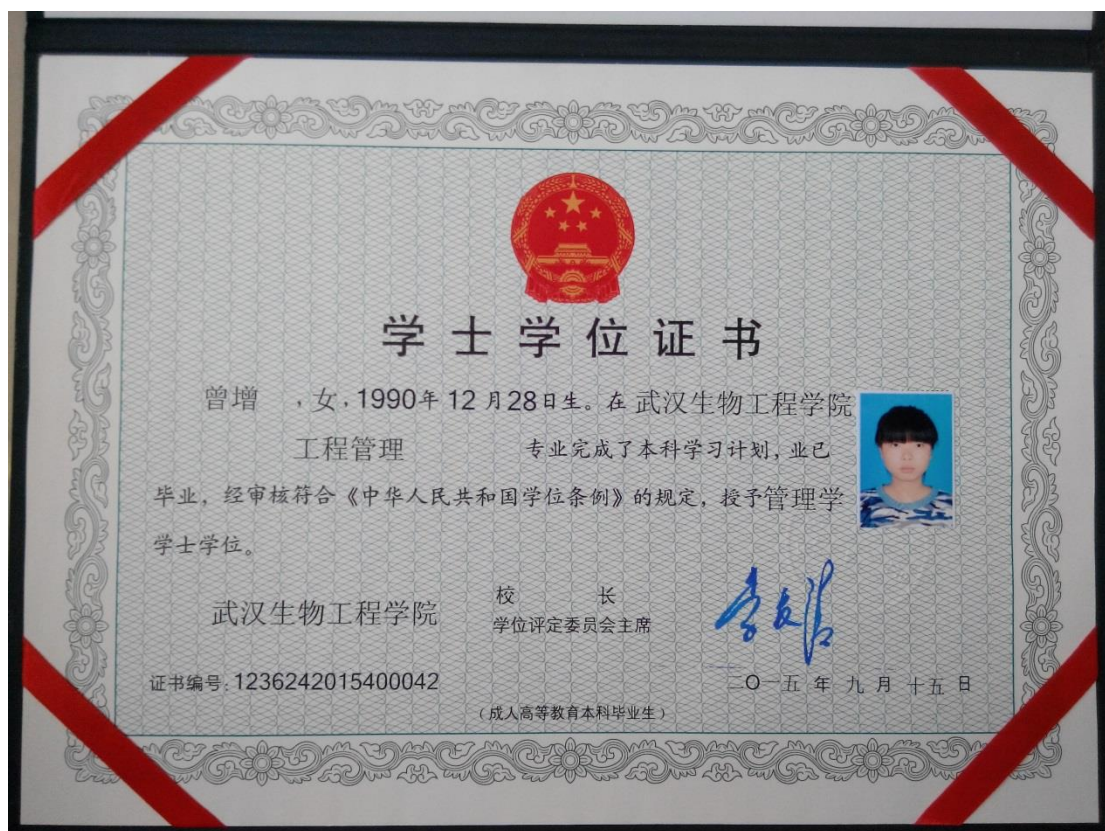 学士学位证书
曾增 ，女，1990年 12 月28日生。在 武汉生物工程学院
工程管理 专业完成了本科学习计划，业已
毕业，经审核符合《中华人民共和国学位条例》的规定，授予管理学
学士学位。
武汉生物工程学院
校 长
学位评定委员会主席
证书编号：1236242015400042
二〇一五 年 九 月 十五 日
（成人高等教育本科毕业生）